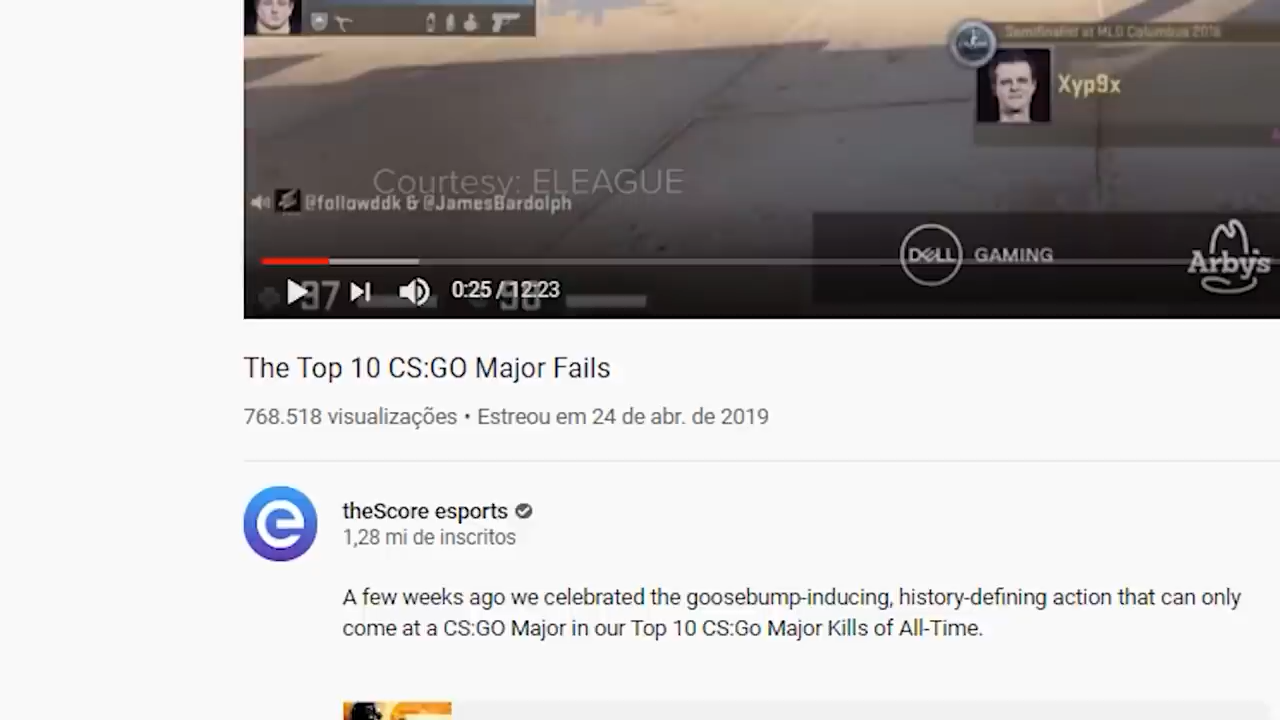 Semifinalist at MLG Columbus 2016
Xyp9x
Courtesy: ELEAGUE
@followddk & @JamesBardolph
DELL GAMING
Arby's
97
0:25 / 12:23
The Top 10 CS:GO Major Fails
768.518 visualizações • Estreou em 24 de abr. de 2019
theScore esports
1,28 mi de inscritos
A few weeks ago we celebrated the goosebump-inducing, history-defining action that can only
come at a CS:GO Major in our Top 10 CS:Go Major Kills of All-Time.